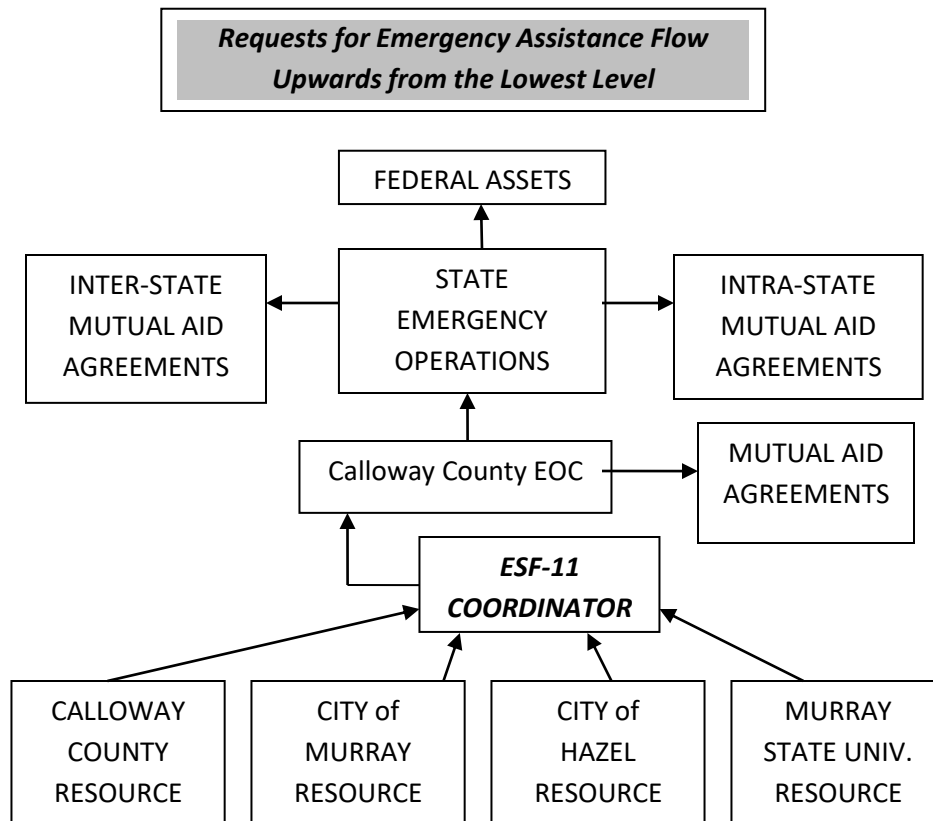 Requests for Emergency Assistance Flow
Upwards from the Lowest Level
FEDERAL ASSETS
INTER-STATE
MUTUAL AID
AGREEMENTS
STATE
EMERGENCY
OPERATIONS
INTRA-STATE
MUTUAL AID
AGREEMENTS
Calloway County EOC
MUTUAL AID
AGREEMENTS
ESF-11
COORDINATOR
CALLOWAY
COUNTY
RESOURCE
CITY of
MURRAY
RESOURCE
CITY of
HAZEL
RESOURCE
MURRAY
STATE UNIV.
RESOURCE